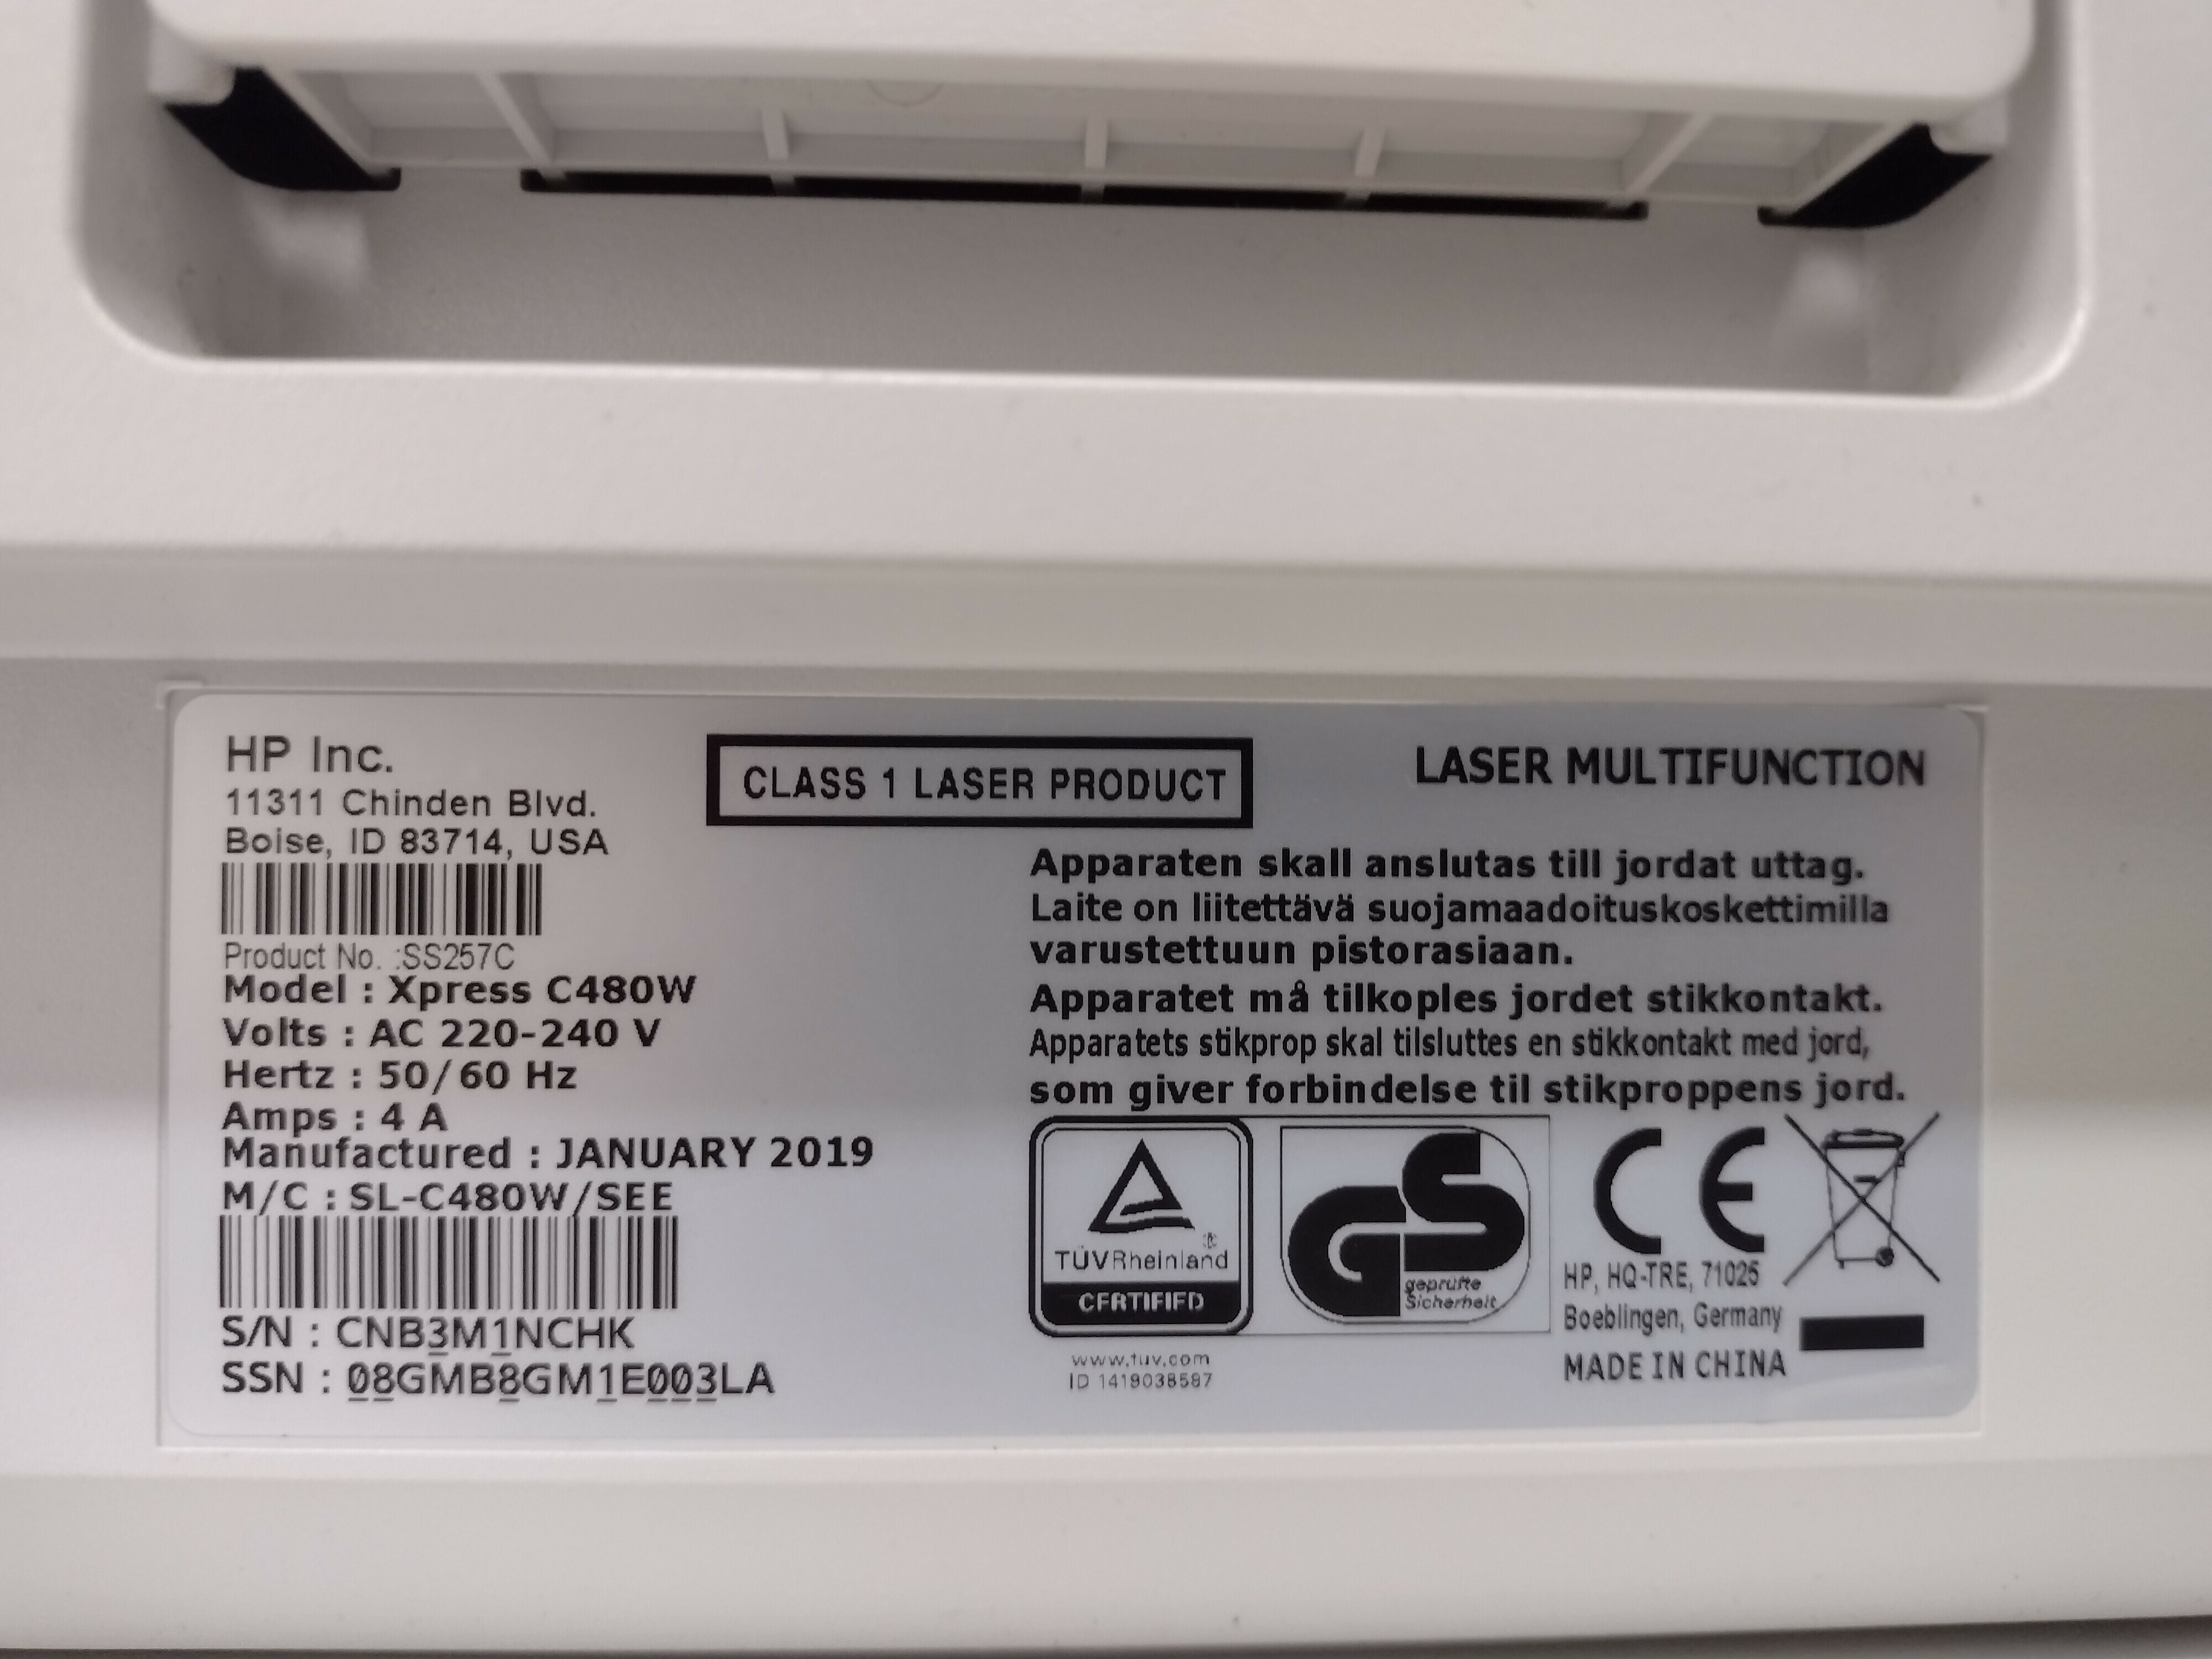 HP Inc.
11311 Chinden Blvd.
Boise, ID 83714, USA
Product No. :SS257C
Model : Xpress C480W
Volts : AC 220-240 V
Hertz : 50/60 Hz
Amps : 4 A
Manufactured : JANUARY 2019
M/C : SL-C480W/SEE
S/N : CNB3M1NCHK
SSN : 08GMB8GM1E003LA
CLASS 1 LASER PRODUCT
LASER MULTIFUNCTION
Apparaten skall anslutas till jordat uttag.
Laite on liitettävä suojamaadoituskoskettimilla
varustettuun pistorasiaan.
Apparatet må tilkoples jordet stikkontakt.
Apparatets stikprop skal tilsluttes en stikkontakt med jord,
som giver forbindelse til stikproppens jord.
TÜVRheinland®
CERTIFIED
www.tuv.com
ID 1419038587
GS
geprüfte
Sicherheit
CE
HP, HQ-TRE, 71025
Boeblingen, Germany
MADE IN CHINA